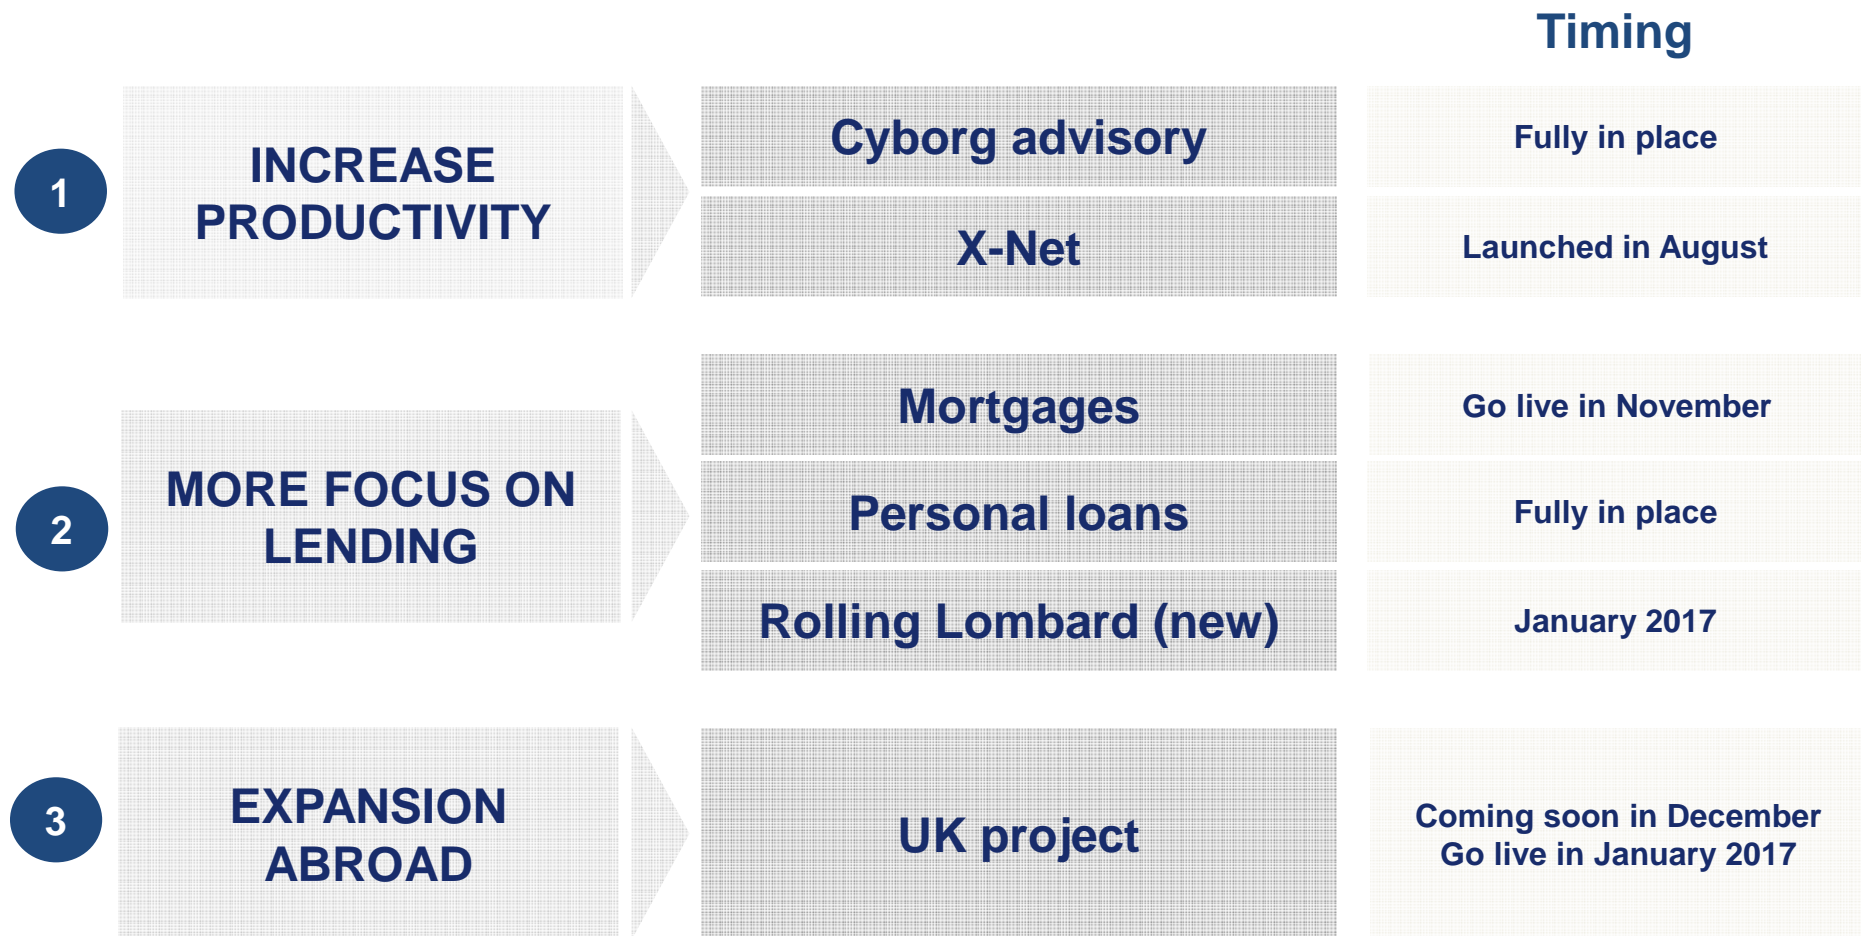 Timing
1
INCREASE
PRODUCTIVITY
Cyborg advisory
Fully in place
X-Net
Launched in August
2
MORE FOCUS ON
LENDING
Mortgages
Go live in November
Personal loans
Fully in place
Rolling Lombard (new)
January 2017
3
EXPANSION
ABROAD
UK project
Coming soon in December
Go live in January 2017